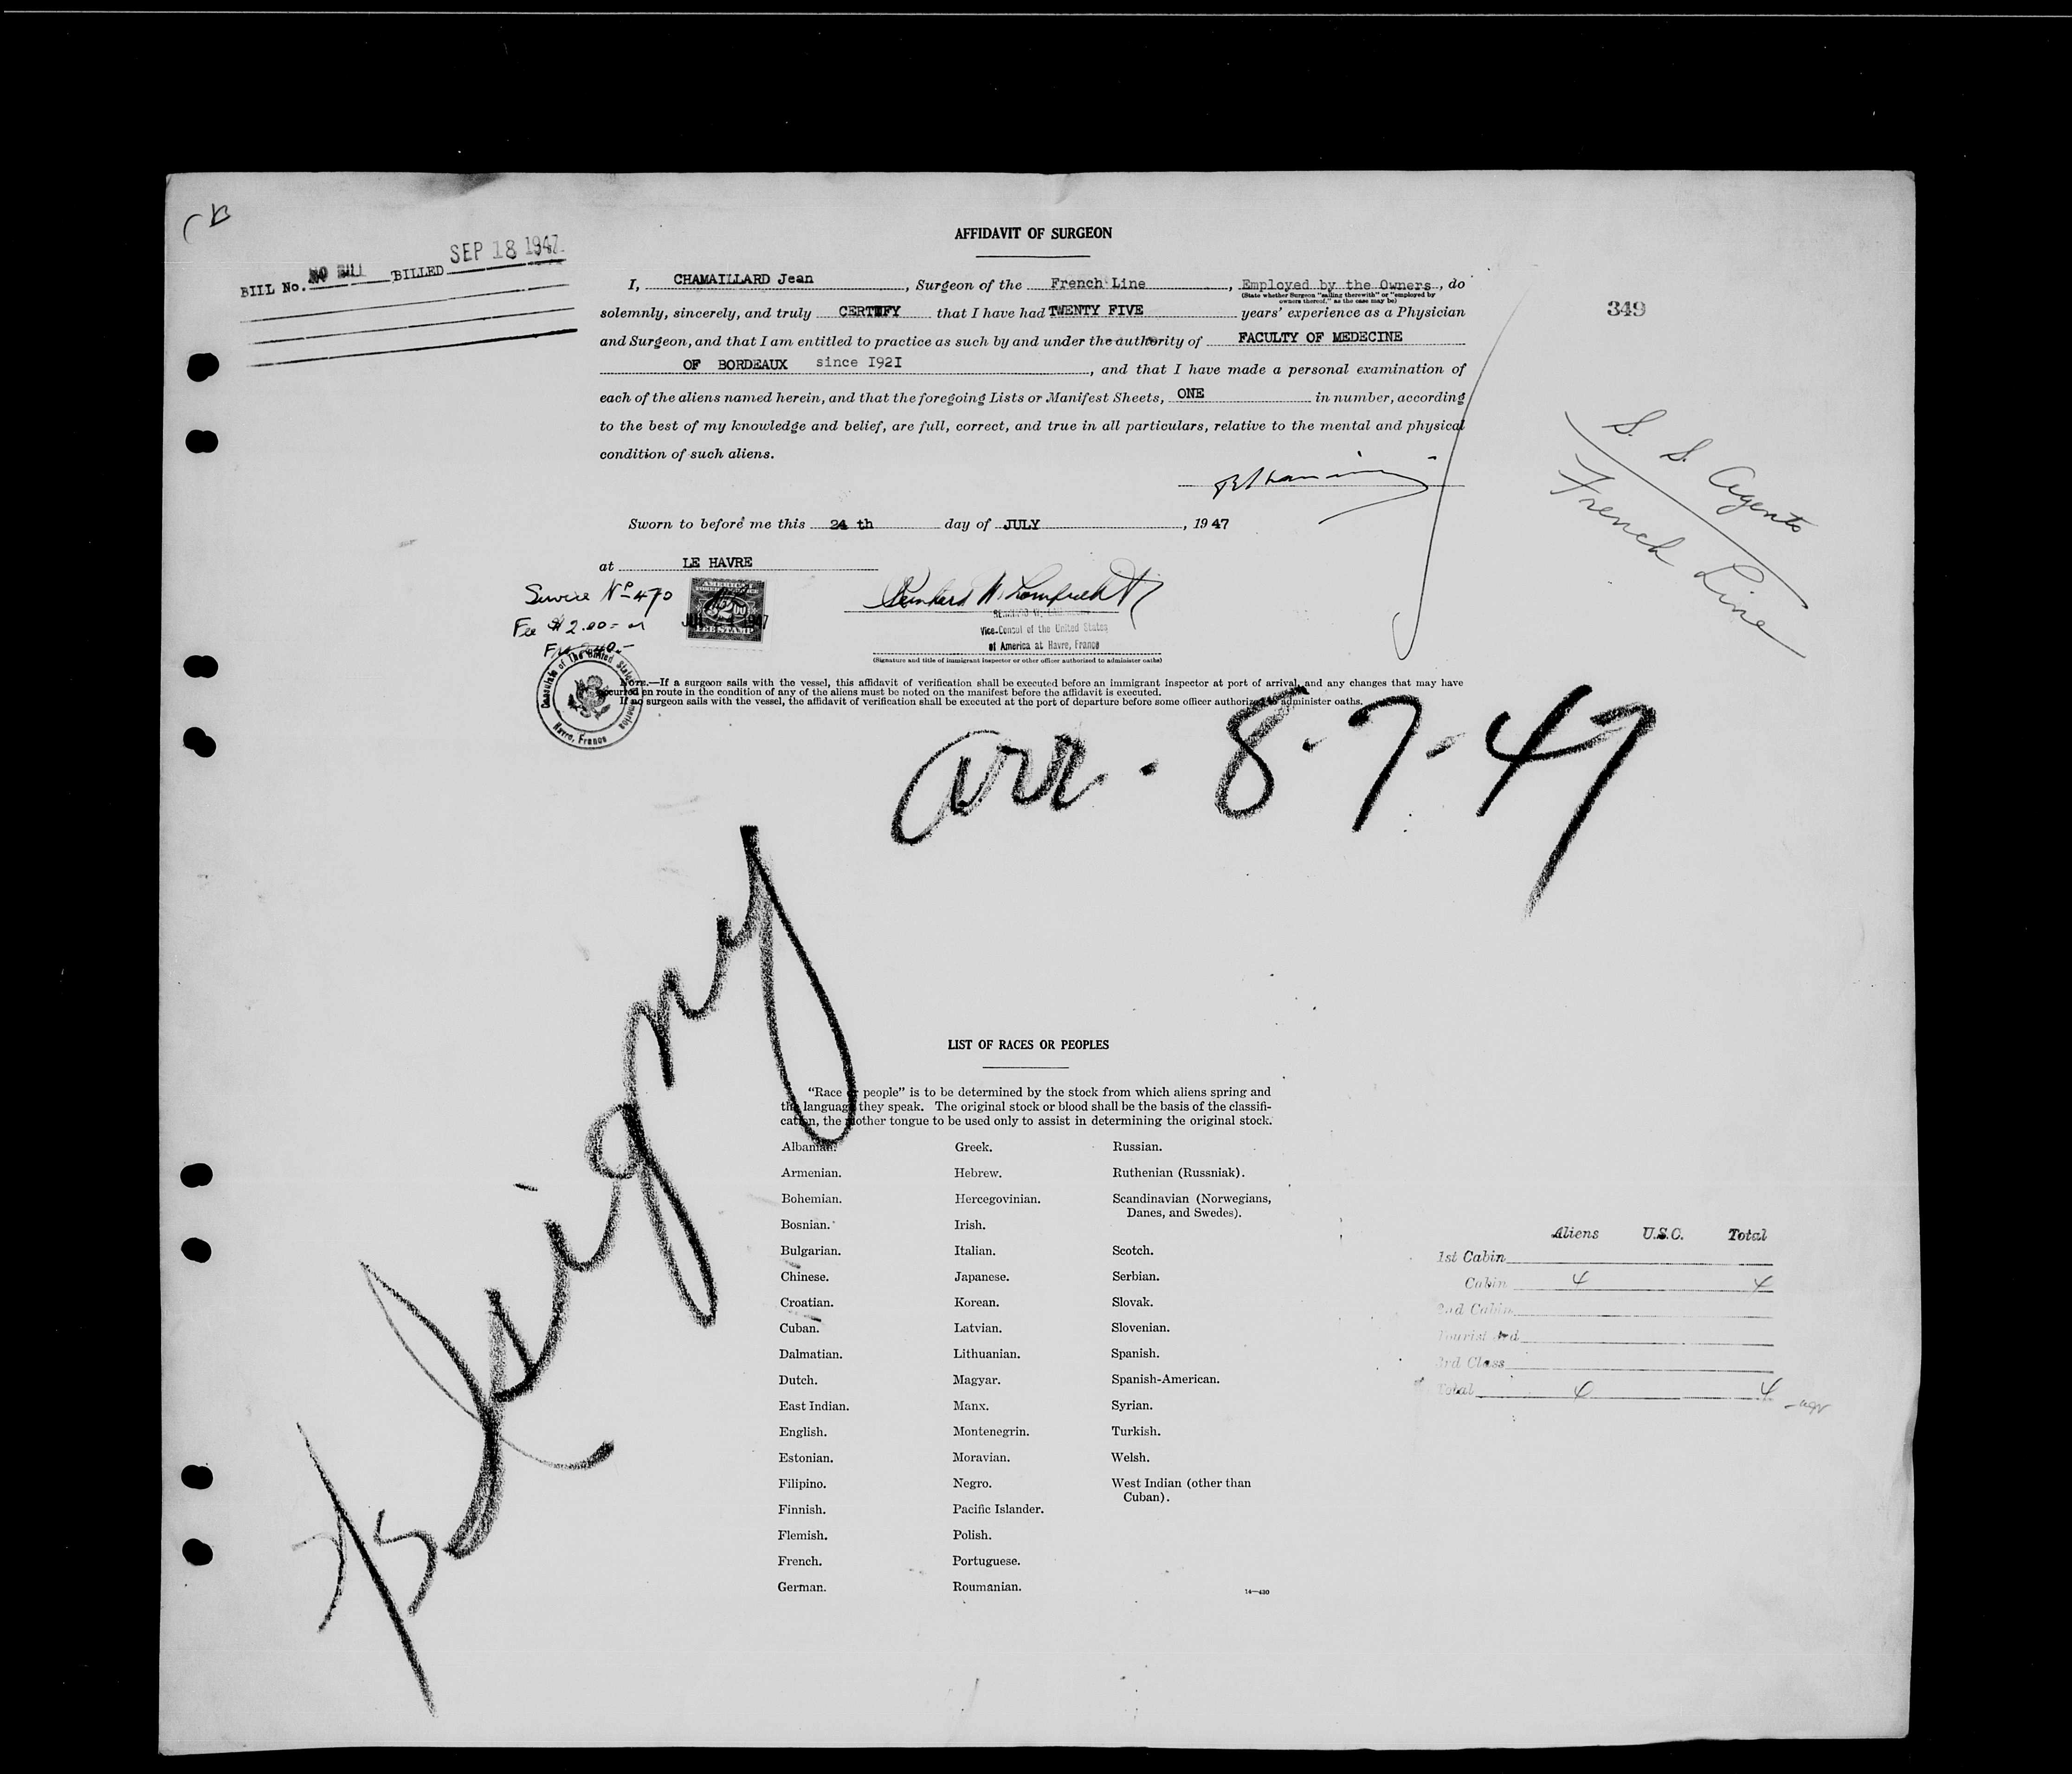 AFFIDAVIT OF SURGEON
BILL No. NO BILL BILLED SEP 18 1947
349
I, CHAMAILLARD Jean, Surgeon of the French Line, Employed by the Owners, do
(State whether Surgeon "sailing therewith" or "employed by
owners thereof," as the case may be)
solemnly, sincerely, and truly CERTIFY that I have had TWENTY FIVE years' experience as a Physician
and Surgeon, and that I am entitled to practice as such by and under the authority of FACULTY OF MEDECINE
OF BORDEAUX since I92I, and that I have made a personal examination of
each of the aliens named herein, and that the foregoing Lists or Manifest Sheets, ONE in number, according
to the best of my knowledge and belief, are full, correct, and true in all particulars, relative to the mental and physical
condition of such aliens.
S. S. Agents
French Line
Sworn to before me this 24 th day of JULY, 1947
at LE HAVRE
Service No 470
Fee $2.00 =
AMERICAN
FEE STAMP
Vice-Consul of the United States
of America at Havre, France
(Signature and title of immigrant inspector or other officer authorized to administer oaths)
Consulate of The United States
Havre, France
NOTE.—If a surgeon sails with the vessel, this affidavit of verification shall be executed before an immigrant inspector at port of arrival, and any changes that may have
occurred en route in the condition of any of the aliens must be noted on the manifest before the affidavit is executed.
If no surgeon sails with the vessel, the affidavit of verification shall be executed at the port of departure before some officer authorized to administer oaths.
arr. 8-7-47
LIST OF RACES OR PEOPLES
"Race or people" is to be determined by the stock from which aliens spring and
the language they speak. The original stock or blood shall be the basis of the classifi-
cation, the mother tongue to be used only to assist in determining the original stock.
Albanian.
Armenian.
Bohemian.
Bosnian.
Bulgarian.
Chinese.
Croatian.
Cuban.
Dalmatian.
Dutch.
East Indian.
English.
Estonian.
Filipino.
Finnish.
Flemish.
French.
German.
Greek.
Hebrew.
Hercegovinian.
Irish.
Italian.
Japanese.
Korean.
Latvian.
Lithuanian.
Magyar.
Manx.
Montenegrin.
Moravian.
Negro.
Pacific Islander.
Polish.
Portuguese.
Roumanian.
Russian.
Ruthenian (Russniak).
Scandinavian (Norwegians,
Danes, and Swedes).
Scotch.
Serbian.
Slovak.
Slovenian.
Spanish.
Spanish-American.
Syrian.
Turkish.
Welsh.
West Indian (other than
Cuban).
14—430
Aliens U.S.C. Total
1st Cabin
Cabin 4 4
2nd Cabin
Tourist 3rd
3rd Class
Total 4 4